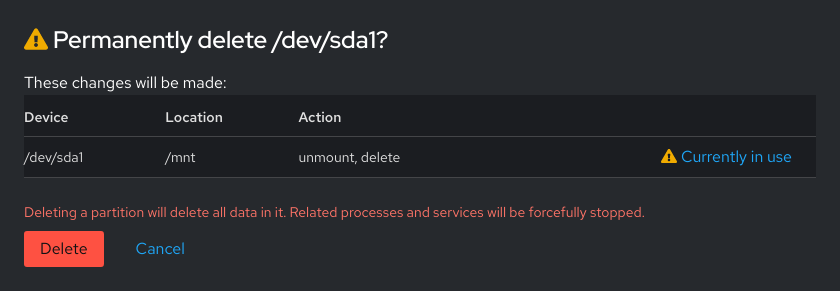 Permanently delete /dev/sda1?
These changes will be made:
Device Location Action
/dev/sda1 /mnt unmount, delete Currently in use
Deleting a partition will delete all data in it. Related processes and services will be forcefully stopped.
Delete Cancel